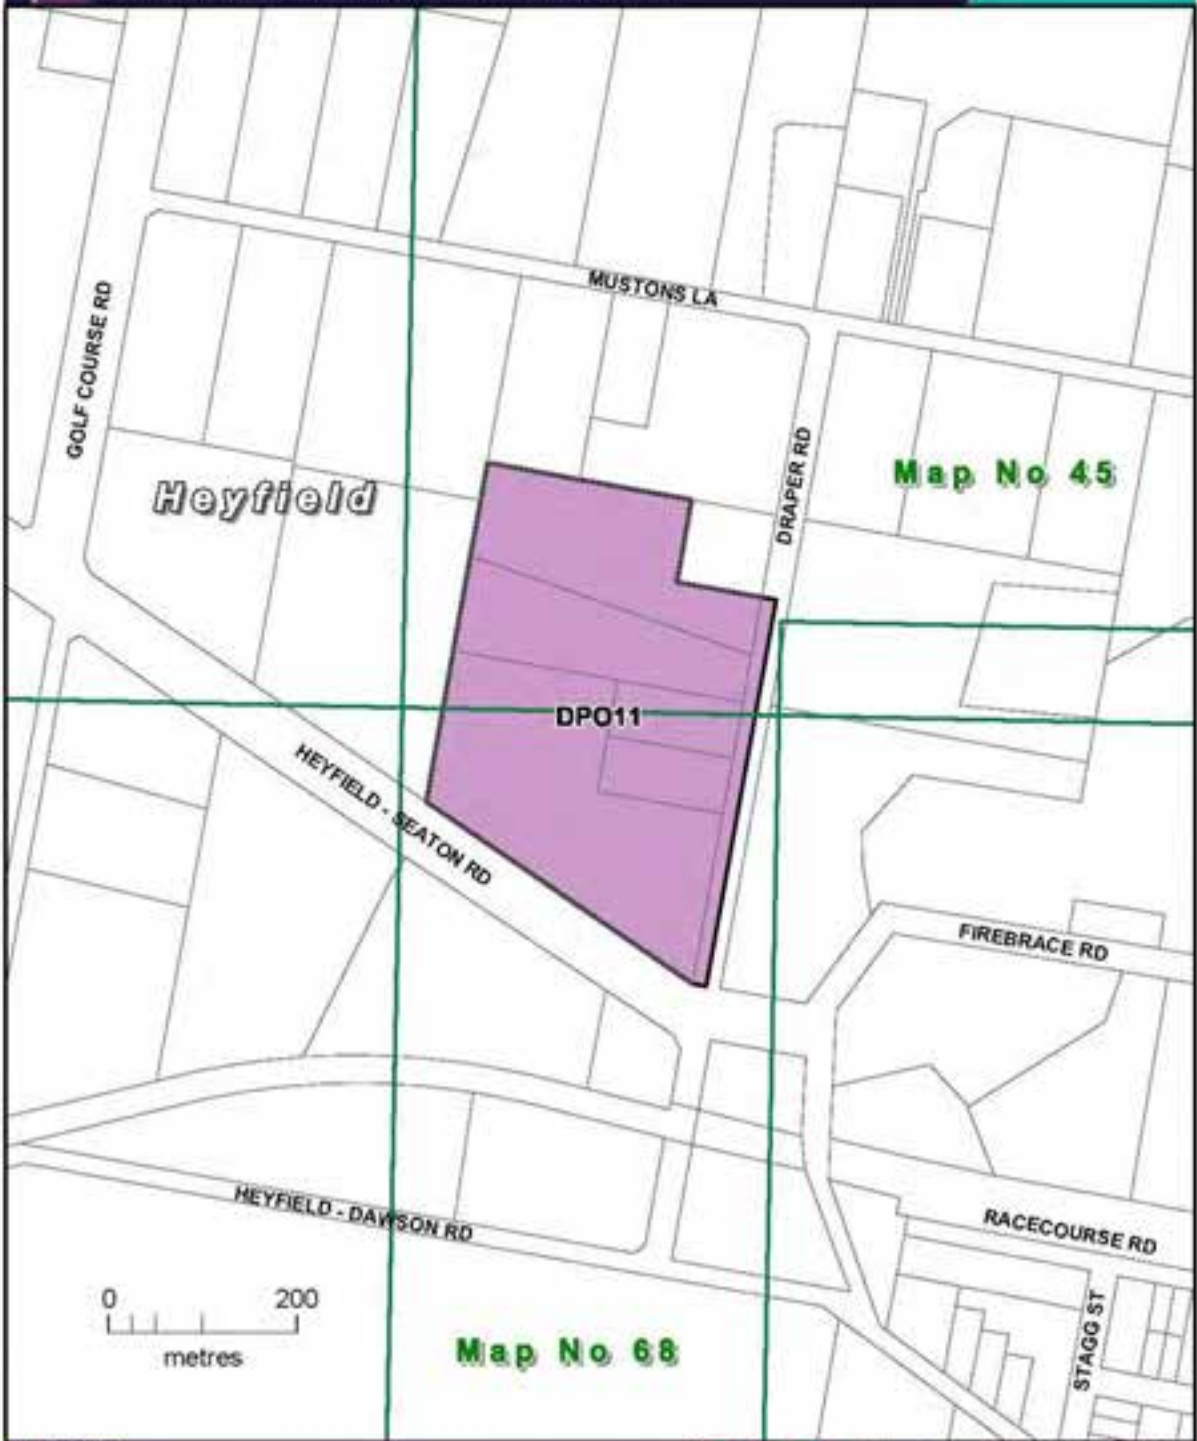 MUSTONS LA
GOLF COURSE RD
DRAPER RD
Map No 45
Heyfield
DPO11
HEYFIELD - SEATON RD
FIREBRACE RD
HEYFIELD - DAWSON RD
RACECOURSE RD
STAGG ST
0 200
metres
Map No 68